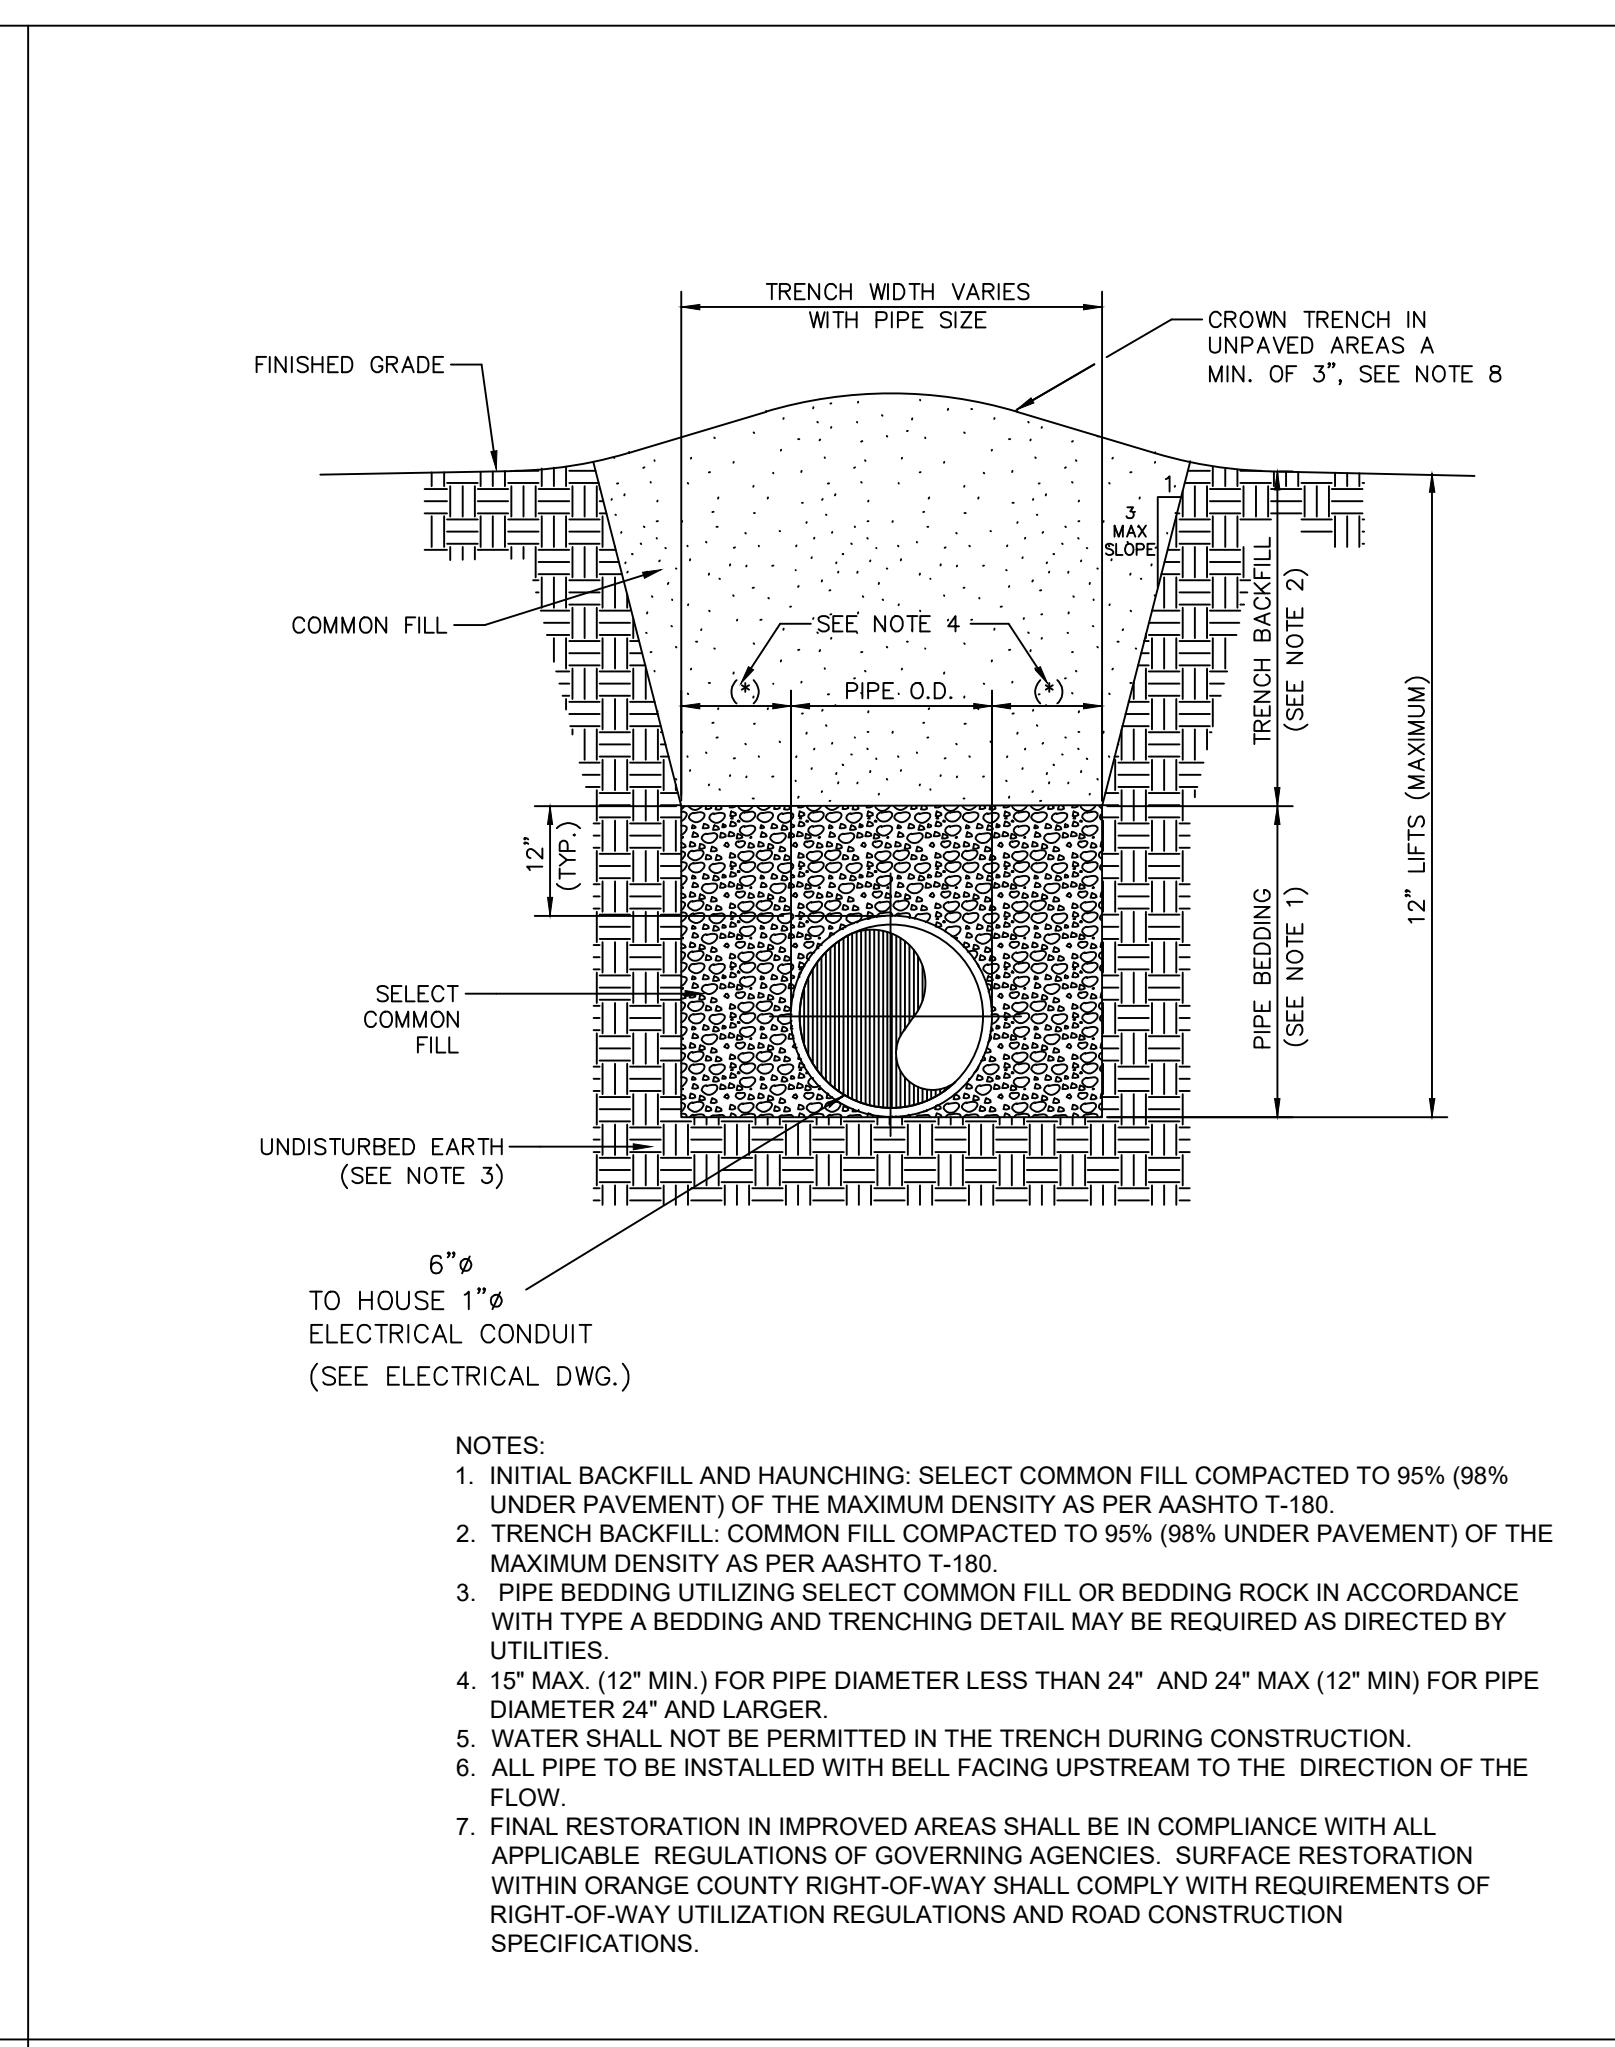 TRENCH WIDTH VARIES
WITH PIPE SIZE
CROWN TRENCH IN
UNPAVED AREAS A
MIN. OF 3", SEE NOTE 8
FINISHED GRADE
1
3
MAX
SLOPE
COMMON FILL
SEE NOTE 4
(*)
PIPE O.D.
(*)
TRENCH BACKFILL
(SEE NOTE 2)
12" LIFTS (MAXIMUM)
12"
(TYP.)
PIPE BEDDING
(SEE NOTE 1)
SELECT
COMMON
FILL
UNDISTURBED EARTH
(SEE NOTE 3)
6"ø
TO HOUSE 1"ø
ELECTRICAL CONDUIT
(SEE ELECTRICAL DWG.)
NOTES:
1. INITIAL BACKFILL AND HAUNCHING: SELECT COMMON FILL COMPACTED TO 95% (98%
UNDER PAVEMENT) OF THE MAXIMUM DENSITY AS PER AASHTO T-180.
2. TRENCH BACKFILL: COMMON FILL COMPACTED TO 95% (98% UNDER PAVEMENT) OF THE
MAXIMUM DENSITY AS PER AASHTO T-180.
3. PIPE BEDDING UTILIZING SELECT COMMON FILL OR BEDDING ROCK IN ACCORDANCE
WITH TYPE A BEDDING AND TRENCHING DETAIL MAY BE REQUIRED AS DIRECTED BY
UTILITIES.
4. 15" MAX. (12" MIN.) FOR PIPE DIAMETER LESS THAN 24" AND 24" MAX (12" MIN) FOR PIPE
DIAMETER 24" AND LARGER.
5. WATER SHALL NOT BE PERMITTED IN THE TRENCH DURING CONSTRUCTION.
6. ALL PIPE TO BE INSTALLED WITH BELL FACING UPSTREAM TO THE DIRECTION OF THE
FLOW.
7. FINAL RESTORATION IN IMPROVED AREAS SHALL BE IN COMPLIANCE WITH ALL
APPLICABLE REGULATIONS OF GOVERNING AGENCIES. SURFACE RESTORATION
WITHIN ORANGE COUNTY RIGHT-OF-WAY SHALL COMPLY WITH REQUIREMENTS OF
RIGHT-OF-WAY UTILIZATION REGULATIONS AND ROAD CONSTRUCTION
SPECIFICATIONS.